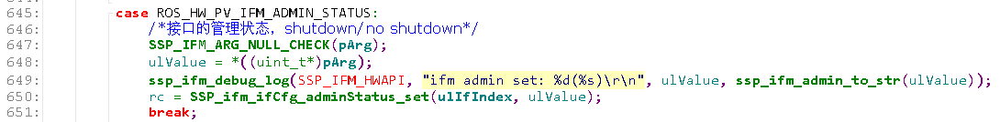 645: case ROS_HW_PV_IFM_ADMIN_STATUS:
646: /*接口的管理状态，shutdown/no shutdown*/
647: SSP_IFM_ARG_NULL_CHECK(pArg);
648: ulValue = *((uint_t*)pArg);
649: ssp_ifm_debug_log(SSP_IFM_HWAPI, "ifm admin set: %d(%s)\r\n", ulValue, ssp_ifm_admin_to_str(ulValue));
650: rc = SSP_ifm_ifCfg_adminStatus_set(ulIfIndex, ulValue);
651: break;